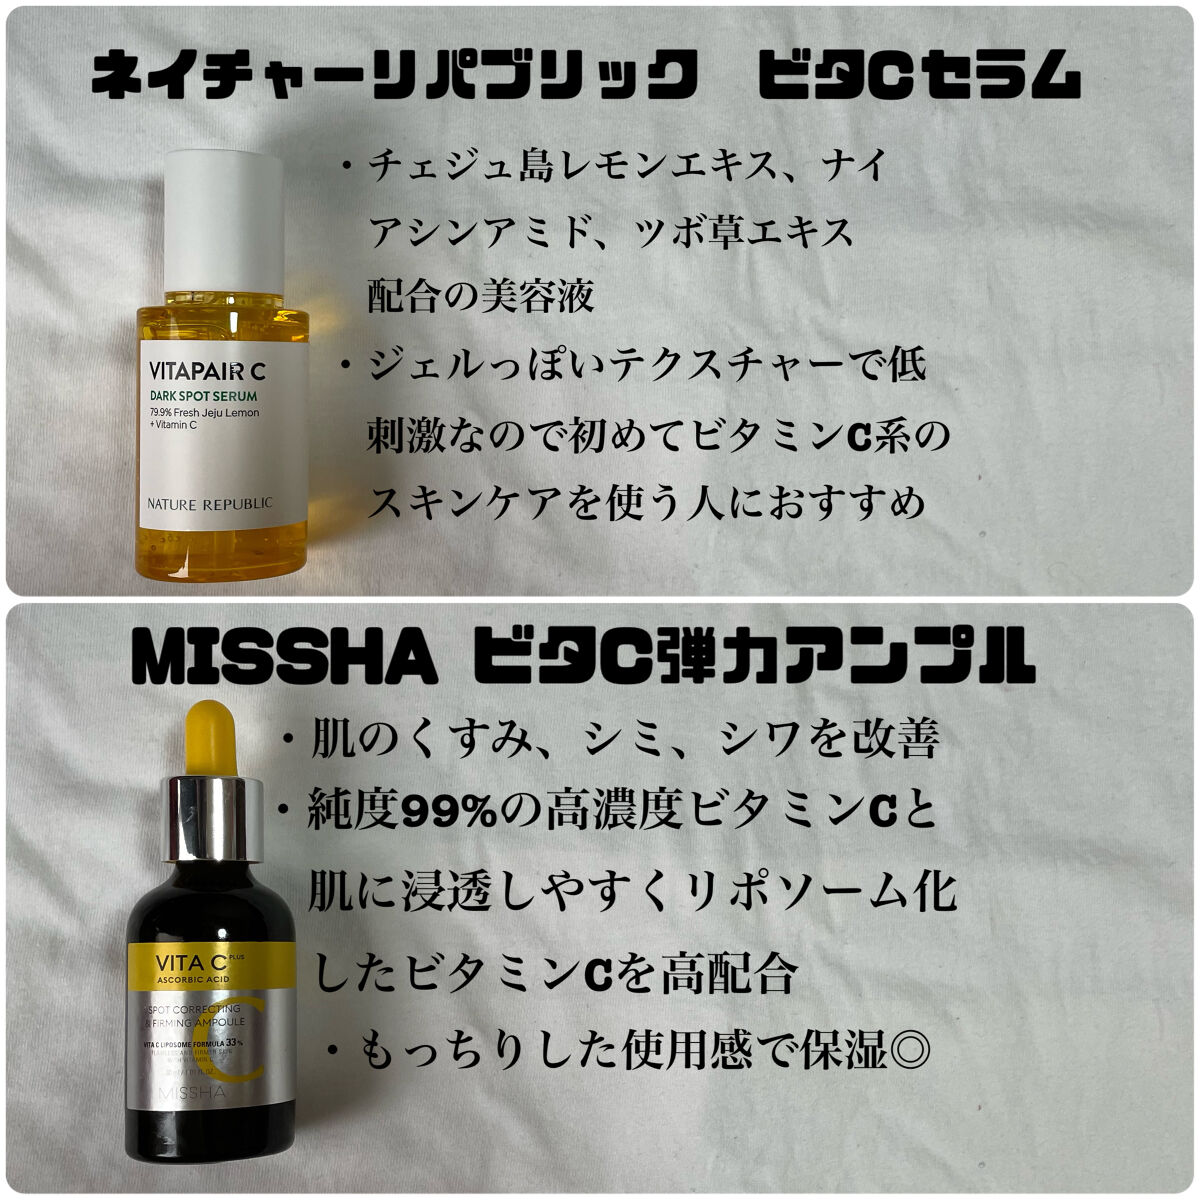 ネイチャーリパブリック　ビタCセラム
・チェジュ島レモンエキス、ナイ
アシンアミド、ツボ草エキス
配合の美容液
・ジェルっぽいテクスチャーで低
刺激なので初めてビタミンC系の
スキンケアを使う人におすすめ
VITAPAIR C
DARK SPOT SERUM
79.9% Fresh Jeju Lemon
+ Vitamin C
NATURE REPUBLIC
MISSHA ビタC弾力アンプル
・肌のくすみ、シミ、シワを改善
・純度99%の高濃度ビタミンCと
肌に浸透しやすくリポソーム化
したビタミンCを高配合
・もっちりした使用感で保湿◎
VITA C PLUS
ASCORBIC ACID
SPOT CORRECTING
& FIRMING AMPOULE
VITA C LIPOSOME FORMULA 33%
FLAWLESS AND FIRMER SKIN
WITH VITAMIN C
MISSHA